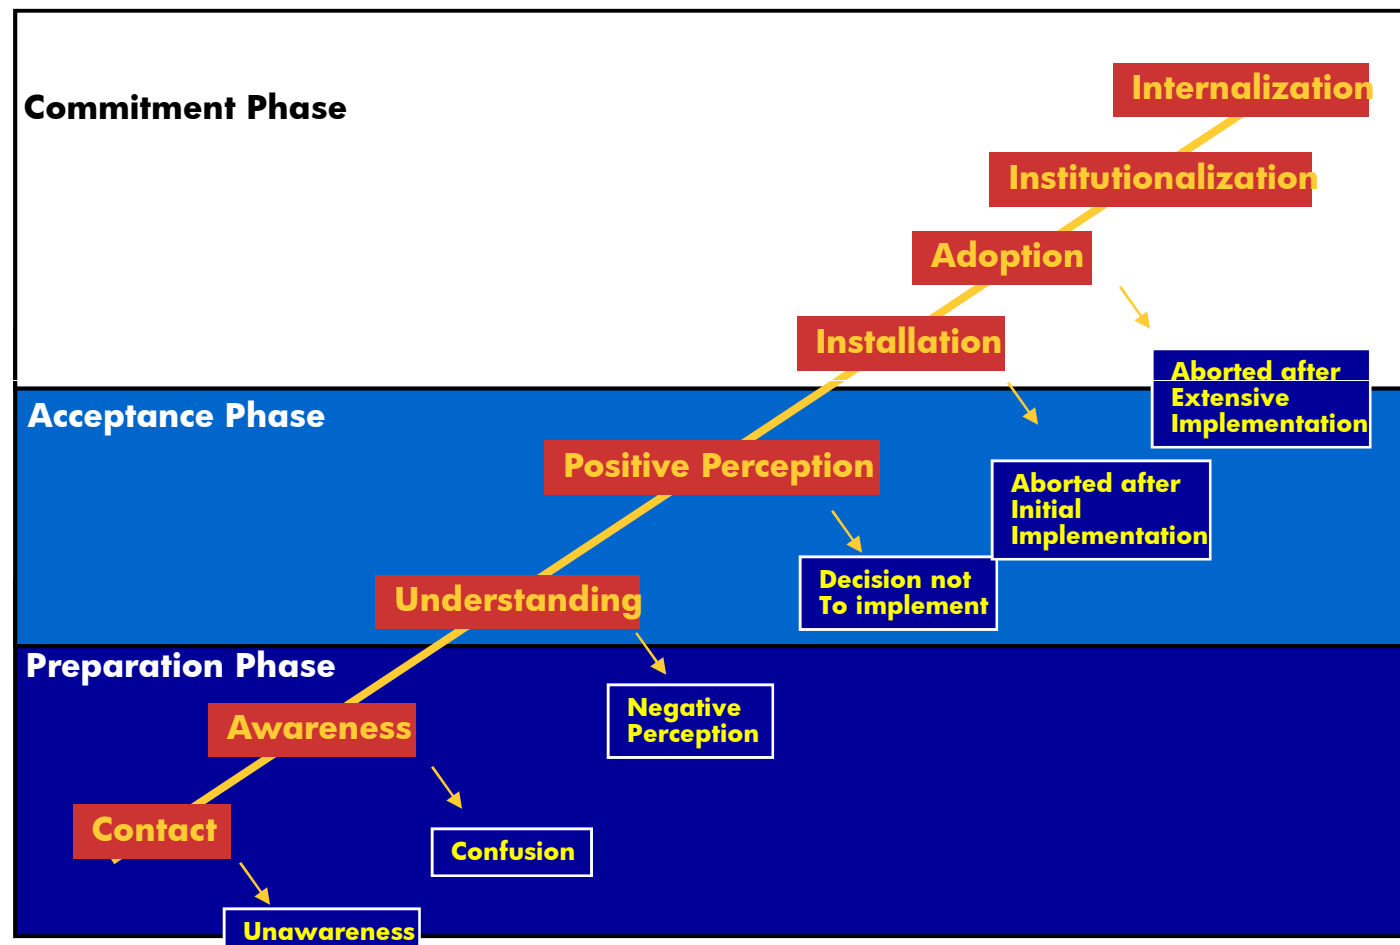 Commitment Phase
Internalization
Institutionalization
Adoption
Installation
Aborted after
Extensive
Implementation
Acceptance Phase
Positive Perception
Aborted after
Initial
Implementation
Decision not
To implement
Understanding
Preparation Phase
Negative
Perception
Awareness
Contact
Confusion
Unawareness